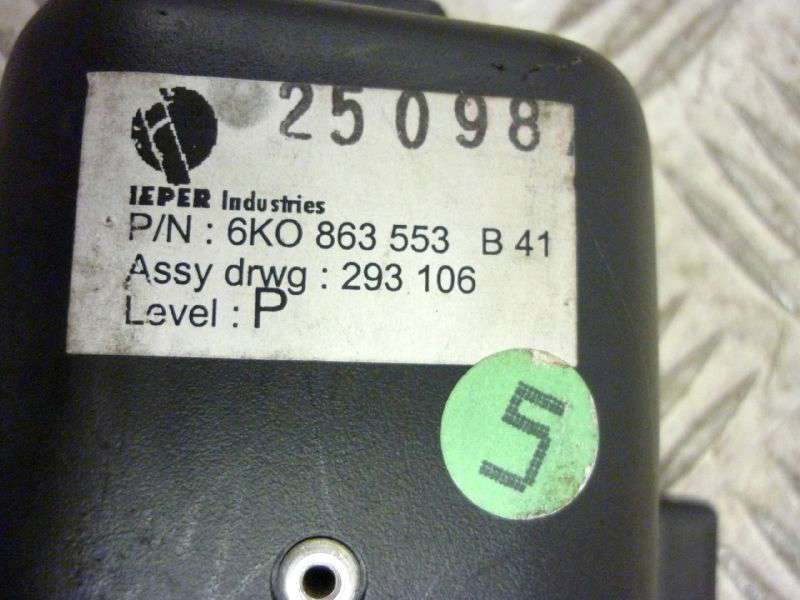 25098
IEPER Industries
P/N : 6KO 863 553 B 41
Assy drwg : 293 106
Level : P
5